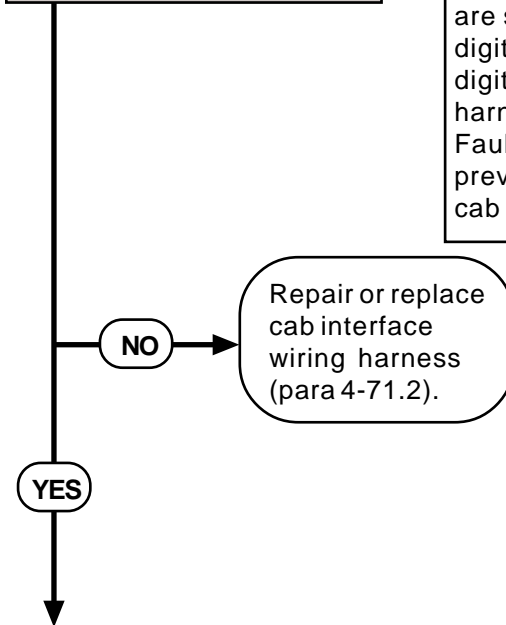 are s
digit
digit
harn
Faul
prev
cab
NO
Repair or replace
cab interface
wiring harness
(para 4-71.2).
YES